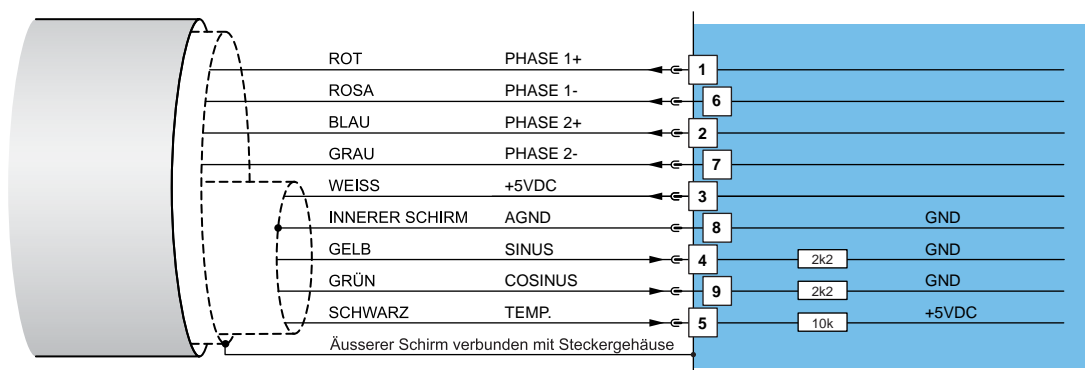 ROT PHASE 1+ 1
ROSA PHASE 1- 6
BLAU PHASE 2+ 2
GRAU PHASE 2- 7
WEISS +5VDC 3
INNERER SCHIRM AGND 8 GND
GELB SINUS 4 2k2 GND
GRÜN COSINUS 9 2k2 GND
SCHWARZ TEMP. 5 10k +5VDC
Äusserer Schirm verbunden mit Steckergehäuse